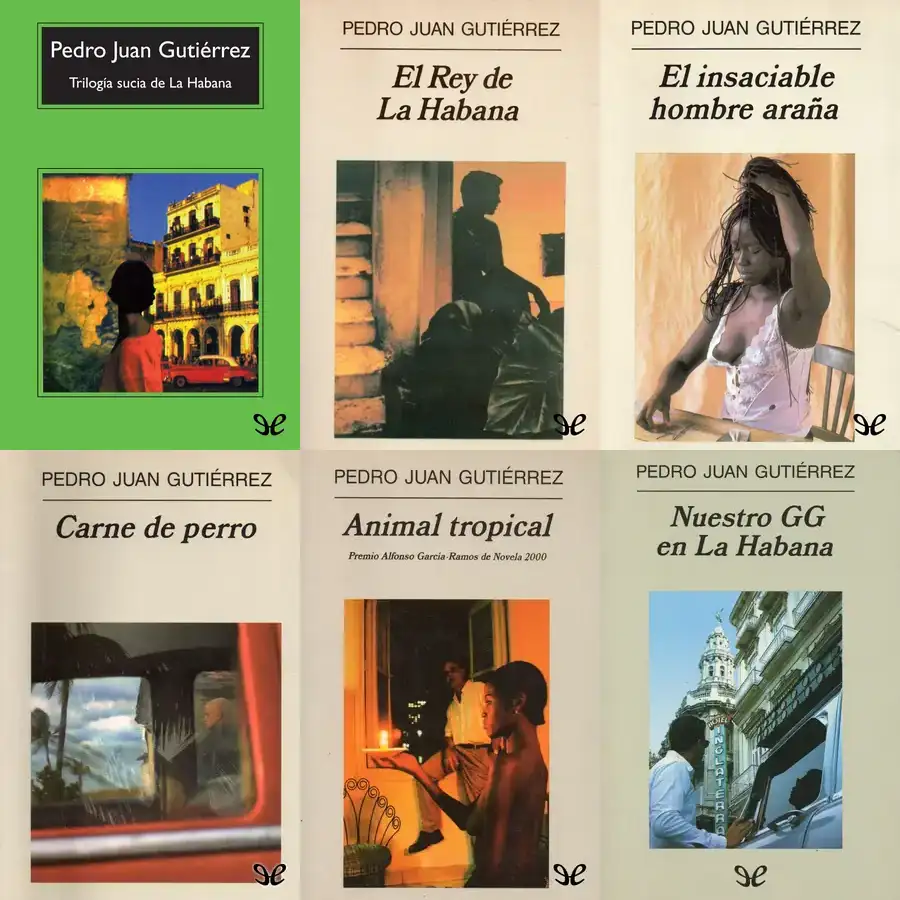 Pedro Juan Gutiérrez
Trilogía sucia de La Habana
PEDRO JUAN GUTIÉRREZ
El Rey de
La Habana
PEDRO JUAN GUTIÉRREZ
El insaciable
hombre araña
PEDRO JUAN GUTIÉRREZ
Carne de perro
PEDRO JUAN GUTIÉRREZ
Animal tropical
Premio Alfonso García-Ramos de Novela 2000
PEDRO JUAN GUTIÉRREZ
Nuestro GG
en La Habana
HOTEL
INGLATERRA